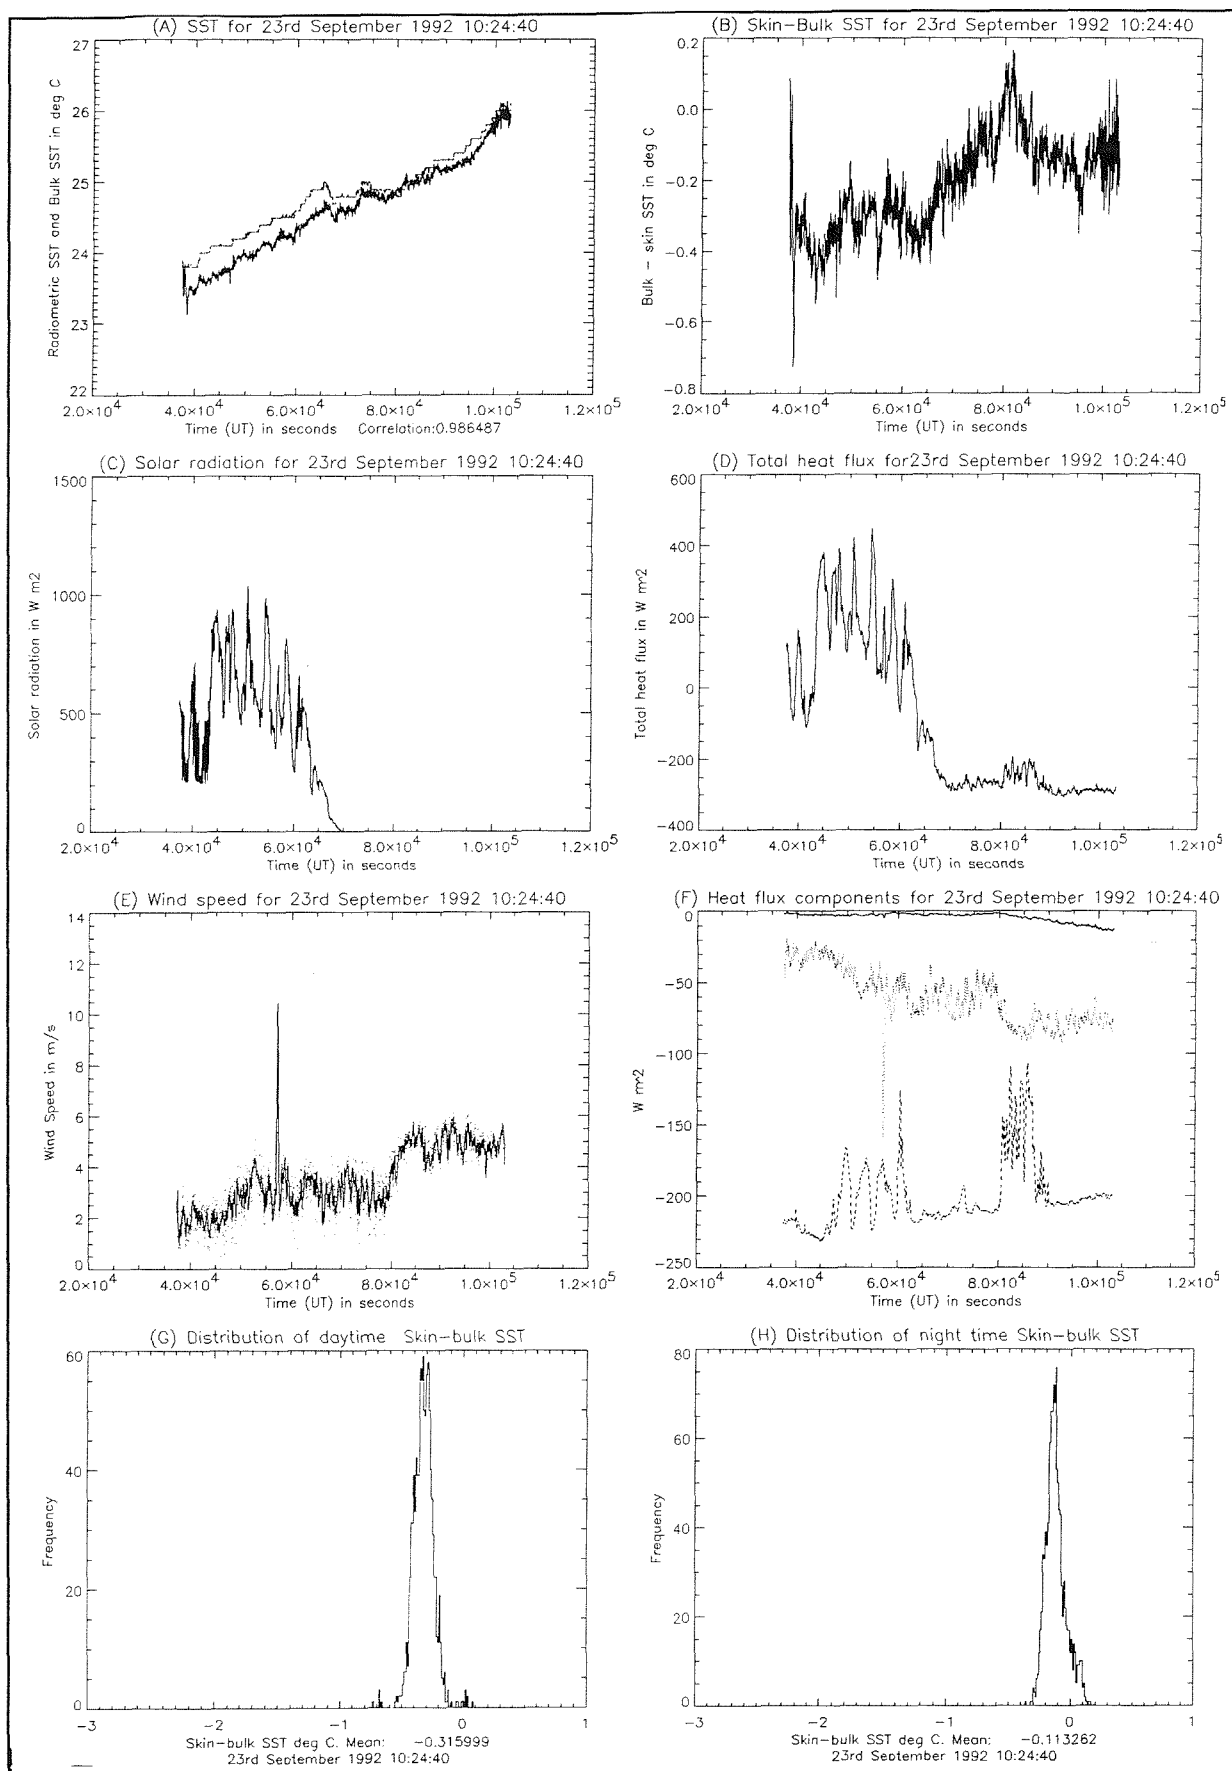 (A) SST for 23rd September 1992 10:24:40
27
26
25
24
23
22
Radiometric SST and Bulk SST in deg C
2.0×10^4 4.0×10^4 6.0×10^4 8.0×10^4 1.0×10^5 1.2×10^5
Time (UT) in seconds Correlation:0.986487
(B) Skin-Bulk SST for 23rd September 1992 10:24:40
0.2
0.0
-0.2
-0.4
-0.6
-0.8
Bulk - skin SST in deg C
2.0×10^4 4.0×10^4 6.0×10^4 8.0×10^4 1.0×10^5 1.2×10^5
Time (UT) in seconds
(C) Solar radiation for 23rd September 1992 10:24:40
1500
1000
500
0
Solar radiation in W m2
2.0×10^4 4.0×10^4 6.0×10^4 8.0×10^4 1.0×10^5 1.2×10^5
Time (UT) in seconds
(D) Total heat flux for23rd September 1992 10:24:40
600
400
200
0
-200
-400
Total heat flux in W m^2
2.0×10^4 4.0×10^4 6.0×10^4 8.0×10^4 1.0×10^5 1.2×10^5
Time (UT) in seconds
(E) Wind speed for 23rd September 1992 10:24:40
14
12
10
8
6
4
2
0
Wind Speed in m/s
2.0×10^4 4.0×10^4 6.0×10^4 8.0×10^4 1.0×10^5 1.2×10^5
Time (UT) in seconds
(F) Heat flux components for 23rd September 1992 10:24:40
0
-50
-100
-150
-200
-250
W m^2
2.0×10^4 4.0×10^4 6.0×10^4 8.0×10^4 1.0×10^5 1.2×10^5
Time (UT) in seconds
(G) Distribution of daytime Skin-bulk SST
60
40
20
0
Frequency
-3 -2 -1 0 1
Skin-bulk SST deg C. Mean: -0.315999
23rd September 1992 10:24:40
(H) Distribution of night time Skin-bulk SST
80
60
40
20
0
Frequency
-3 -2 -1 0 1
Skin-bulk SST deg C. Mean: -0.113262
23rd September 1992 10:24:40